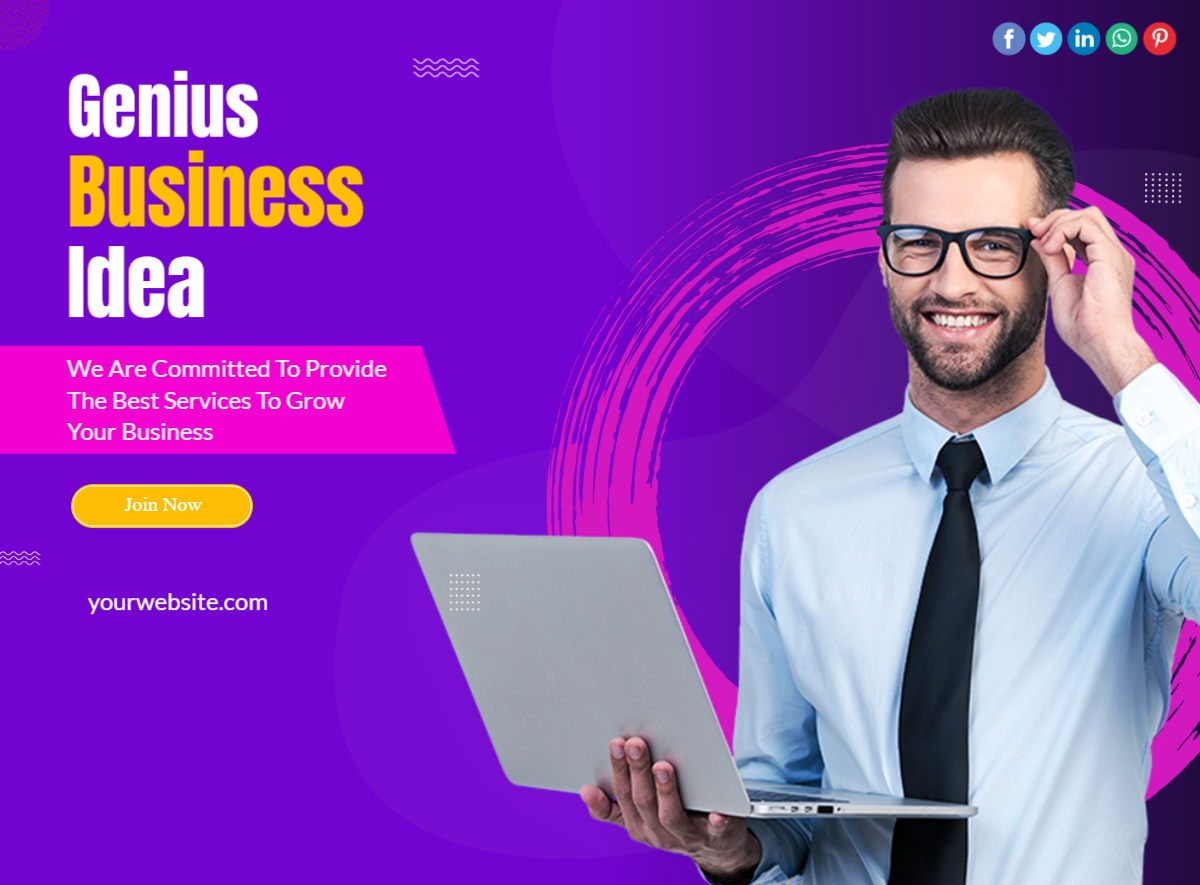 Genius
Business
Idea
We Are Committed To Provide
The Best Services To Grow
Your Business
Join Now
yourwebsite.com